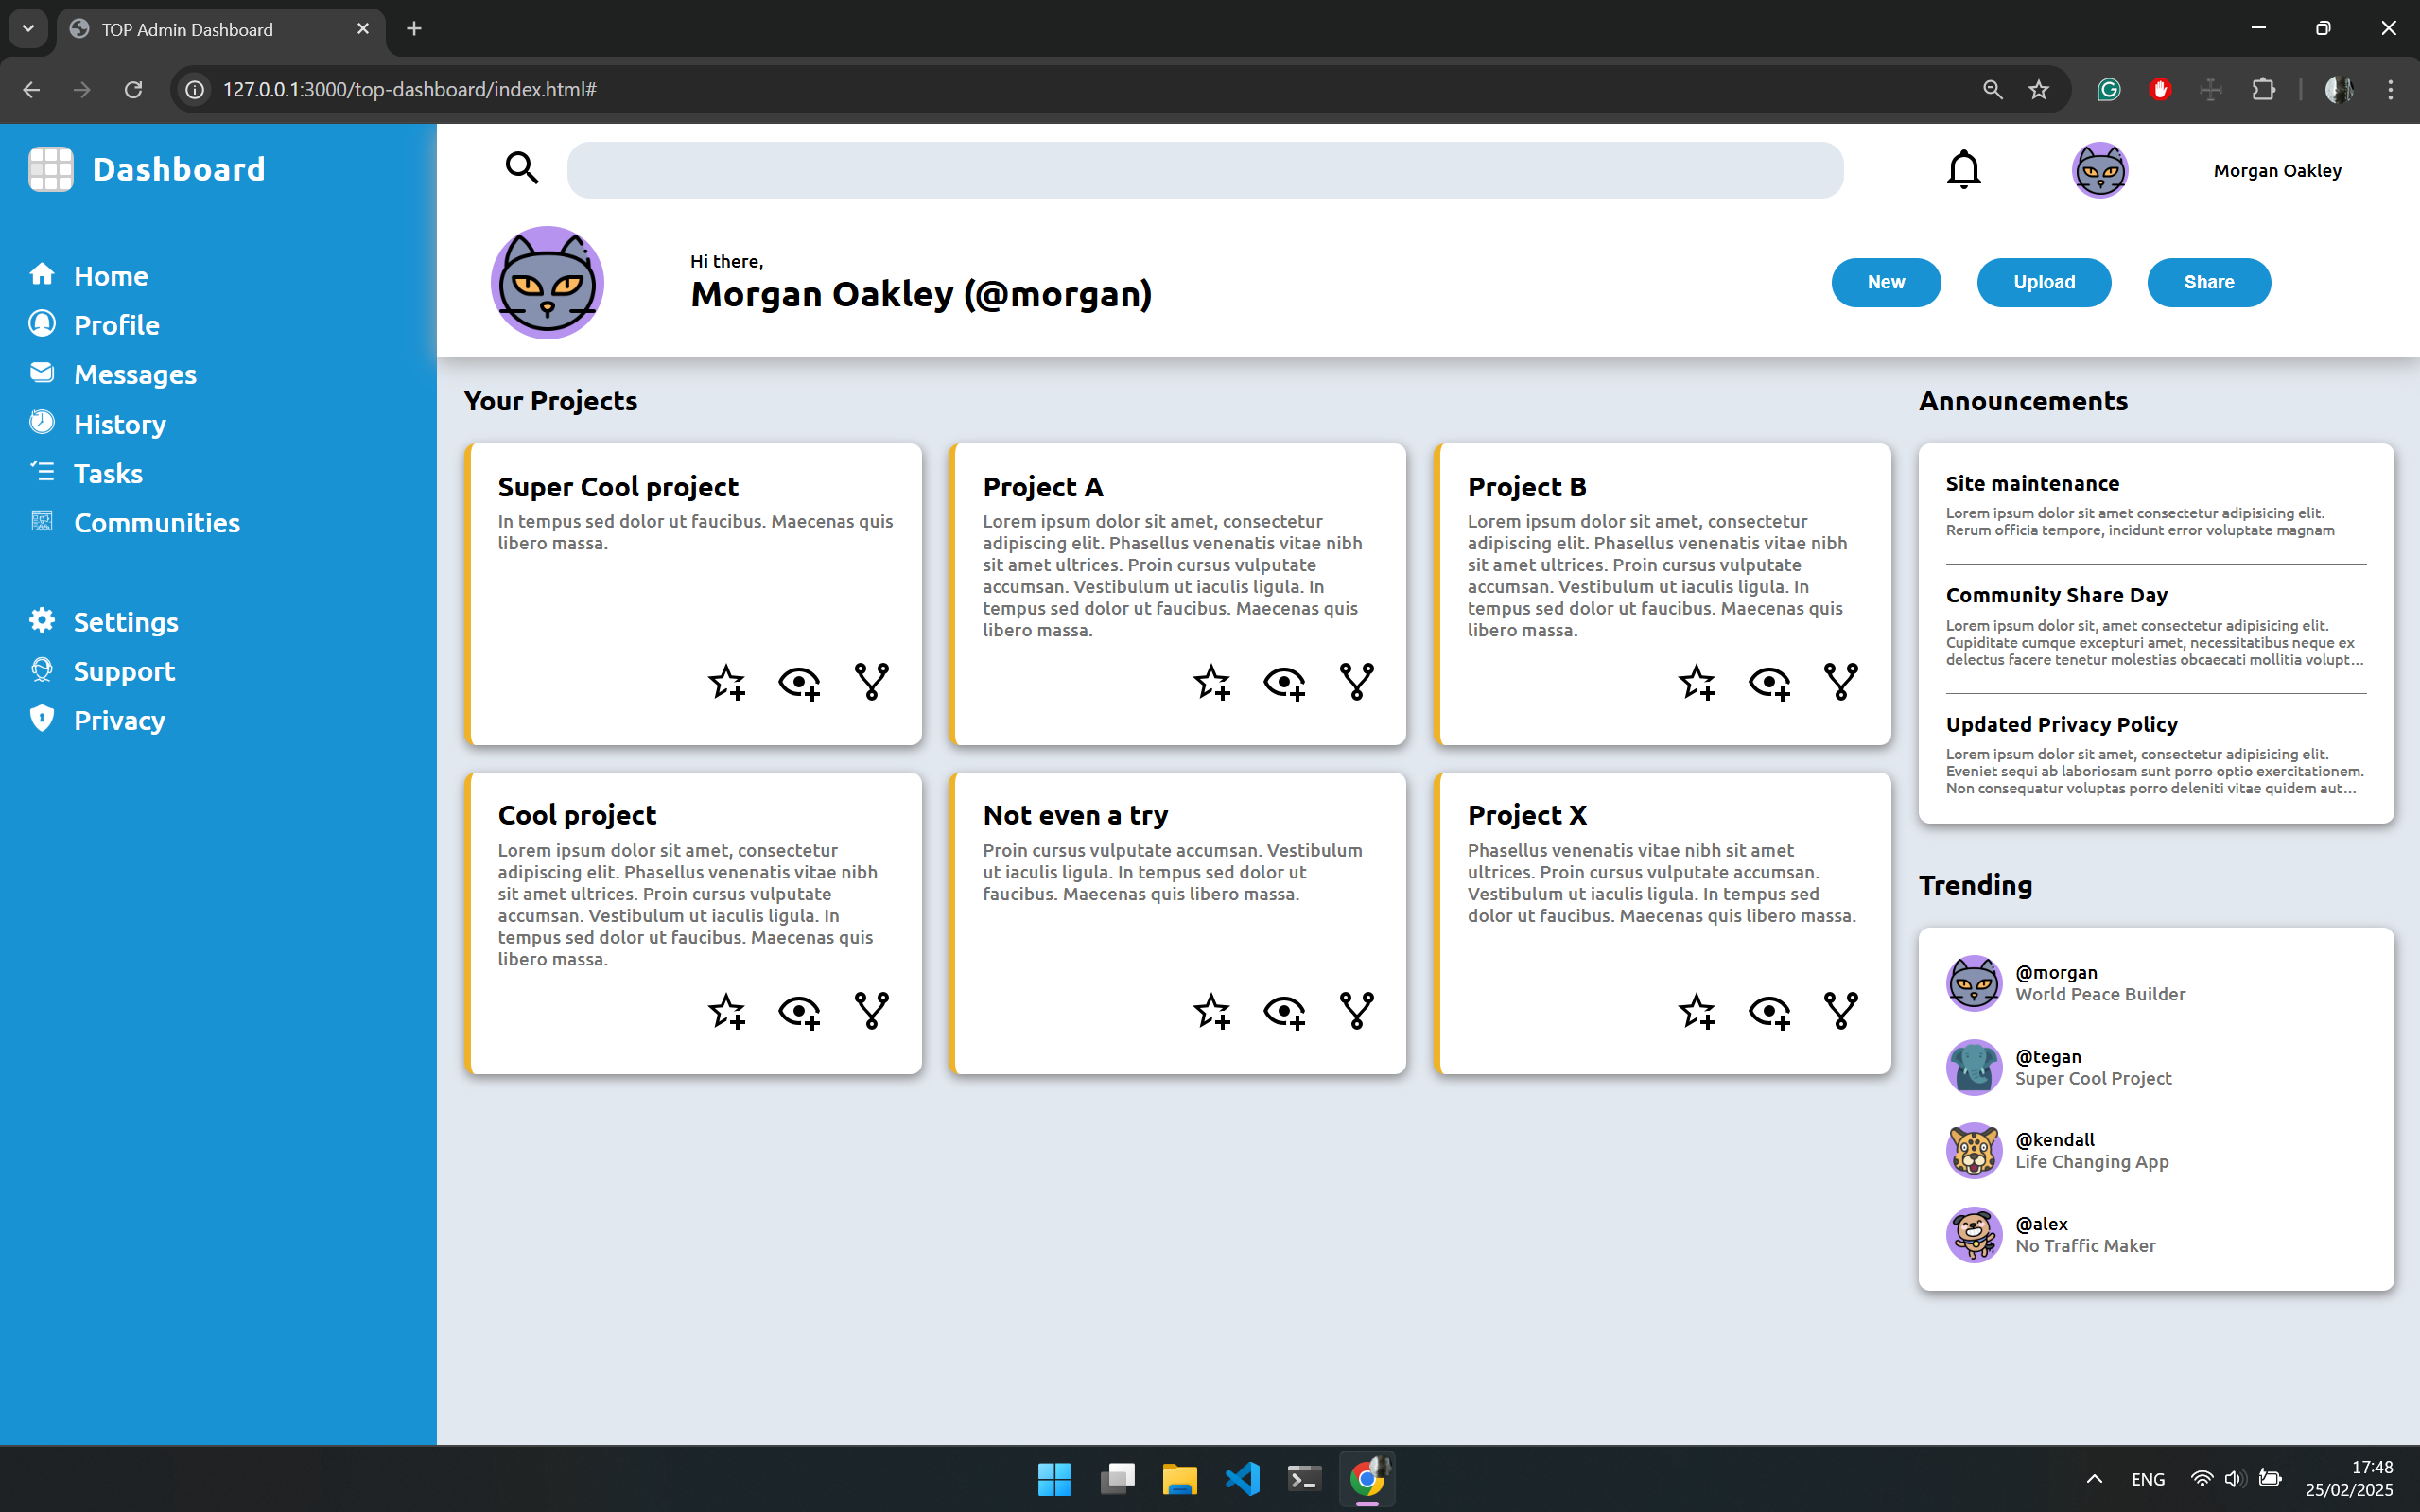 TOP Admin Dashboard
127.0.0.1:3000/top-dashboard/index.html#
Dashboard
Home
Profile
Messages
History
Tasks
Communities
Settings
Support
Privacy
Morgan Oakley
Hi there,
Morgan Oakley (@morgan)
New
Upload
Share
Your Projects
Super Cool project
In tempus sed dolor ut faucibus. Maecenas quis
libero massa.
Project A
Lorem ipsum dolor sit amet, consectetur
adipiscing elit. Phasellus venenatis vitae nibh
sit amet ultrices. Proin cursus vulputate
accumsan. Vestibulum ut iaculis ligula. In
tempus sed dolor ut faucibus. Maecenas quis
libero massa.
Project B
Lorem ipsum dolor sit amet, consectetur
adipiscing elit. Phasellus venenatis vitae nibh
sit amet ultrices. Proin cursus vulputate
accumsan. Vestibulum ut iaculis ligula. In
tempus sed dolor ut faucibus. Maecenas quis
libero massa.
Cool project
Lorem ipsum dolor sit amet, consectetur
adipiscing elit. Phasellus venenatis vitae nibh
sit amet ultrices. Proin cursus vulputate
accumsan. Vestibulum ut iaculis ligula. In
tempus sed dolor ut faucibus. Maecenas quis
libero massa.
Not even a try
Proin cursus vulputate accumsan. Vestibulum
ut iaculis ligula. In tempus sed dolor ut
faucibus. Maecenas quis libero massa.
Project X
Phasellus venenatis vitae nibh sit amet
ultrices. Proin cursus vulputate accumsan.
Vestibulum ut iaculis ligula. In tempus sed
dolor ut faucibus. Maecenas quis libero massa.
Announcements
Site maintenance
Lorem ipsum dolor sit amet consectetur adipisicing elit.
Rerum officia tempore, incidunt error voluptate magnam
Community Share Day
Lorem ipsum dolor sit, amet consectetur adipisicing elit.
Cupiditate cumque excepturi amet, necessitatibus neque ex
delectus facere tenetur molestias obcaecati mollitia volupt...
Updated Privacy Policy
Lorem ipsum dolor sit amet, consectetur adipisicing elit.
Eveniet sequi ab laboriosam sunt porro optio exercitationem.
Non consequatur voluptas porro deleniti vitae quidem aut...
Trending
@morgan
World Peace Builder
@tegan
Super Cool Project
@kendall
Life Changing App
@alex
No Traffic Maker
ENG
17:48
25/02/2025